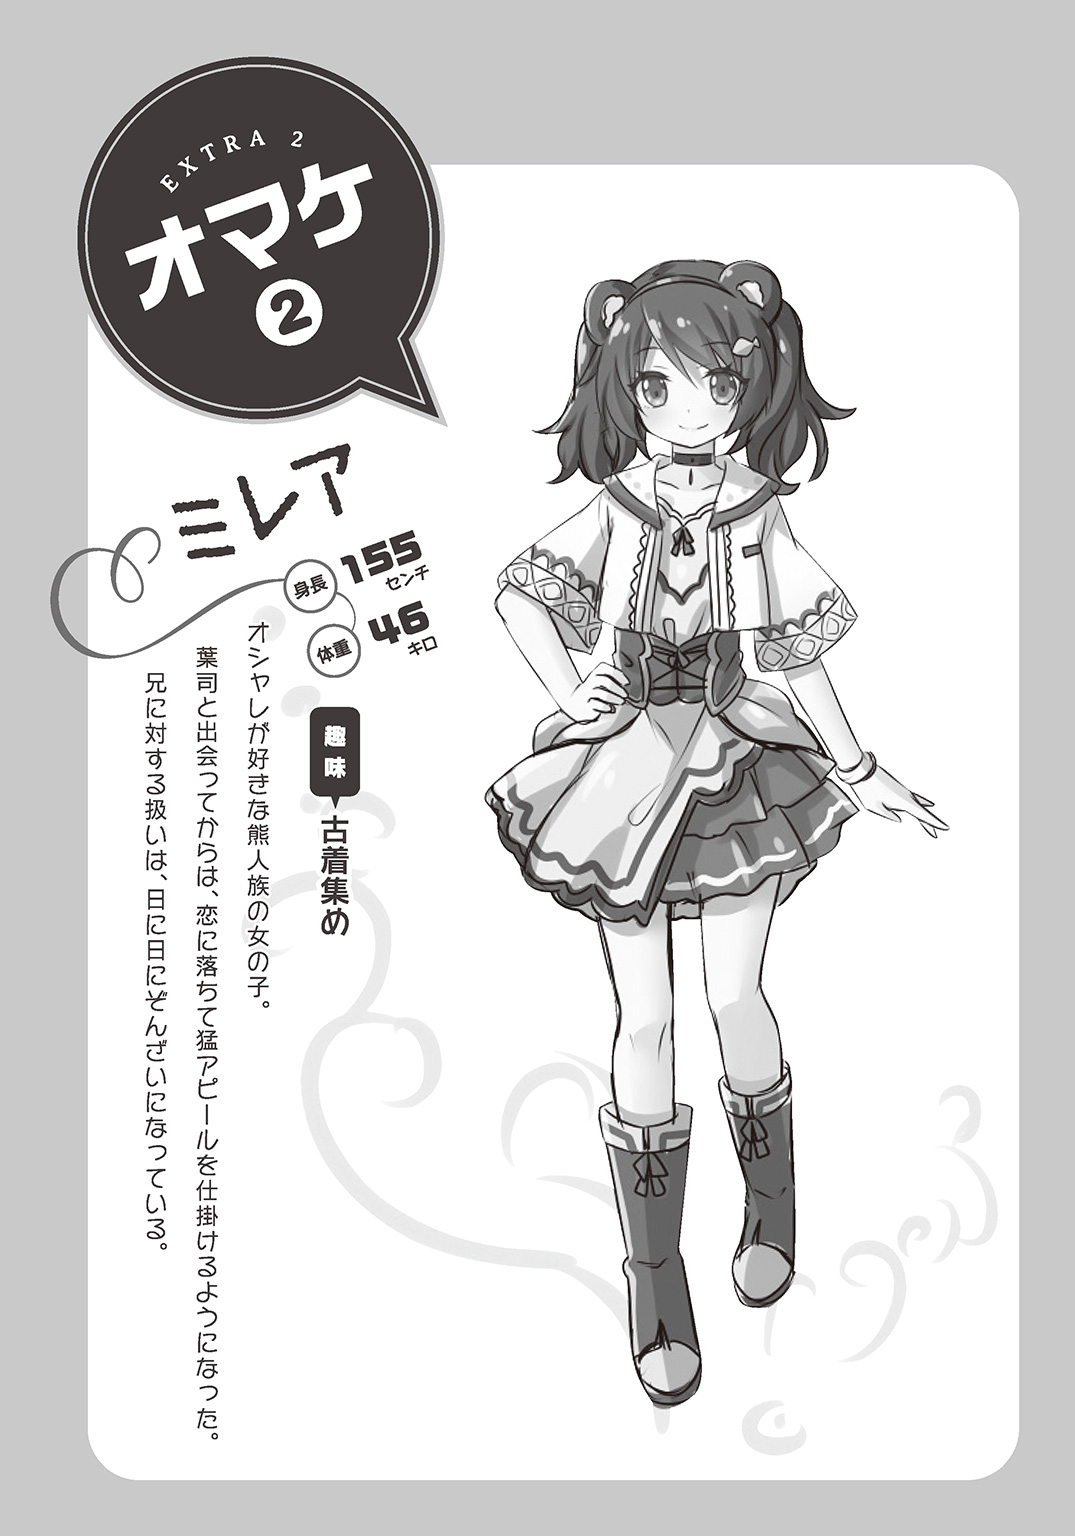 EXTRA 2
オマケ
2
ミレア
身長
155
センチ
体重
46
キロ
趣味
古着集め
オシャレが好きな熊人族の女の子。
葉司と出会ってからは、恋に落ちて猛アピールを仕掛けるようになった。
兄に対する扱いは、日に日にぞんざいになっている。